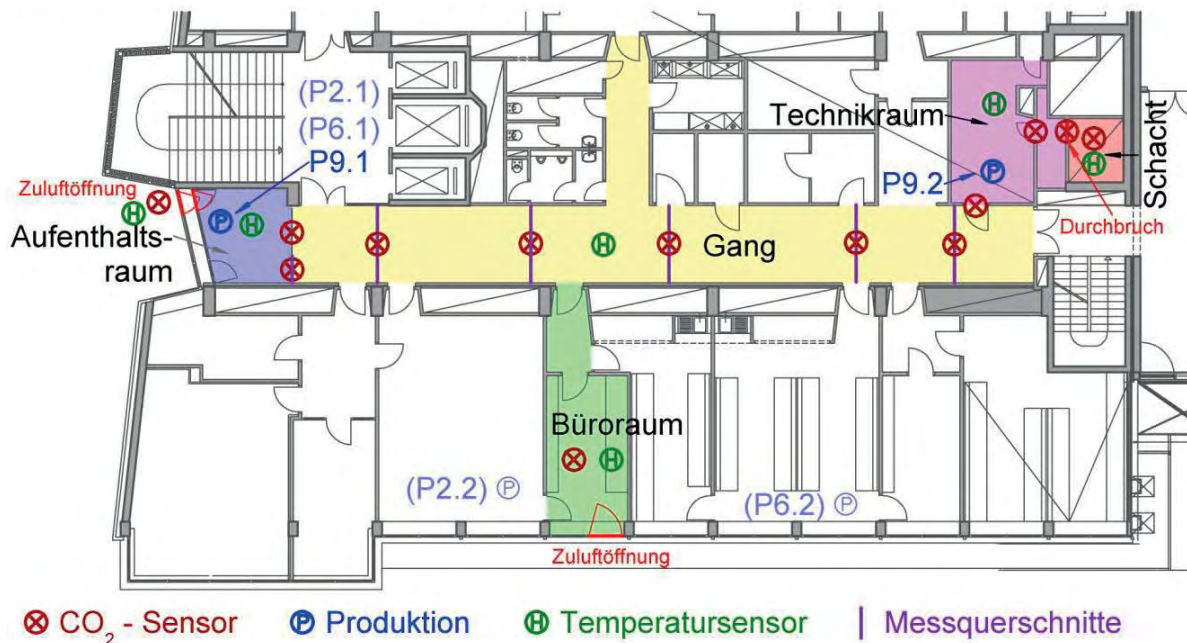 (P2.1)
(P6.1)
P9.1
Zuluftöffnung
Aufenthalts-
raum
Technikraum
P9.2
Schacht
Durchbruch
Gang
Büroraum
(P2.2) P
(P6.2) P
Zuluftöffnung
CO2 - Sensor
P Produktion
H Temperatursensor
Messquerschnitte